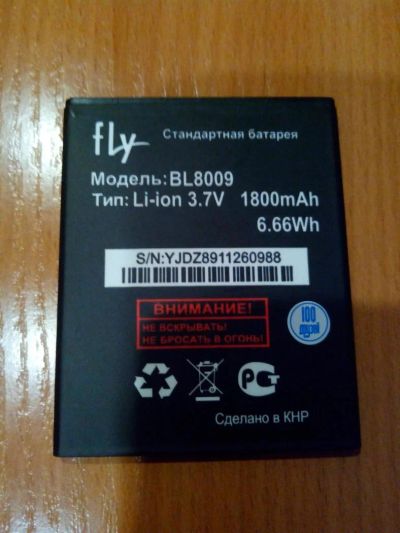 fly
Стандартная батарея
Модель:BL8009
Тип: Li-ion 3.7V 1800mAh
6.66Wh
S/N:YJDZ8911260988
ВНИМАНИЕ!
НЕ ВСКРЫВАТЬ!
НЕ БРОСАТЬ В ОГОНЬ!
100
друзей
Сделано в КНР